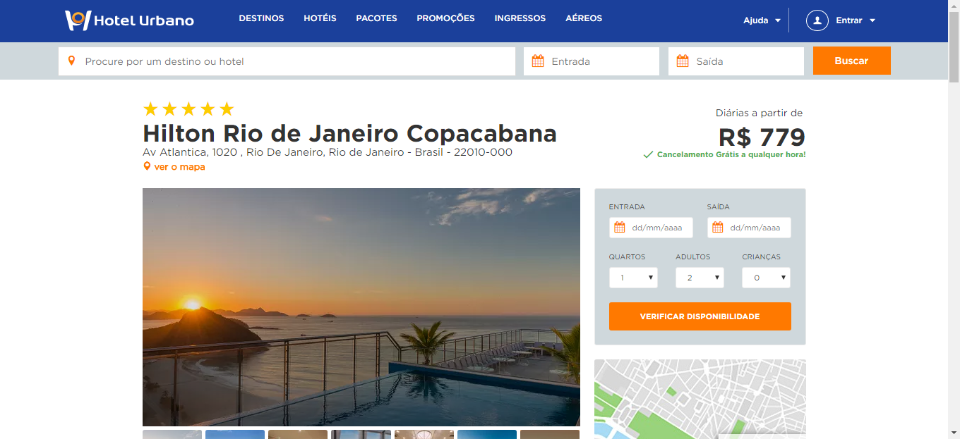 Hotel Urbano DESTINOS HOTÉIS PACOTES PROMOÇÕES INGRESSOS AÉREOS Ajuda Entrar
Procure por um destino ou hotel Entrada Saída Buscar
Hilton Rio de Janeiro Copacabana
Av Atlantica, 1020 , Rio De Janeiro, Rio de Janeiro - Brasil - 22010-000
ver o mapa
Diárias a partir de
R$ 779
Cancelamento Grátis a qualquer hora!
ENTRADA SAÍDA
dd/mm/aaaa dd/mm/aaaa
QUARTOS ADULTOS CRIANÇAS
1 2 0
VERIFICAR DISPONIBILIDADE